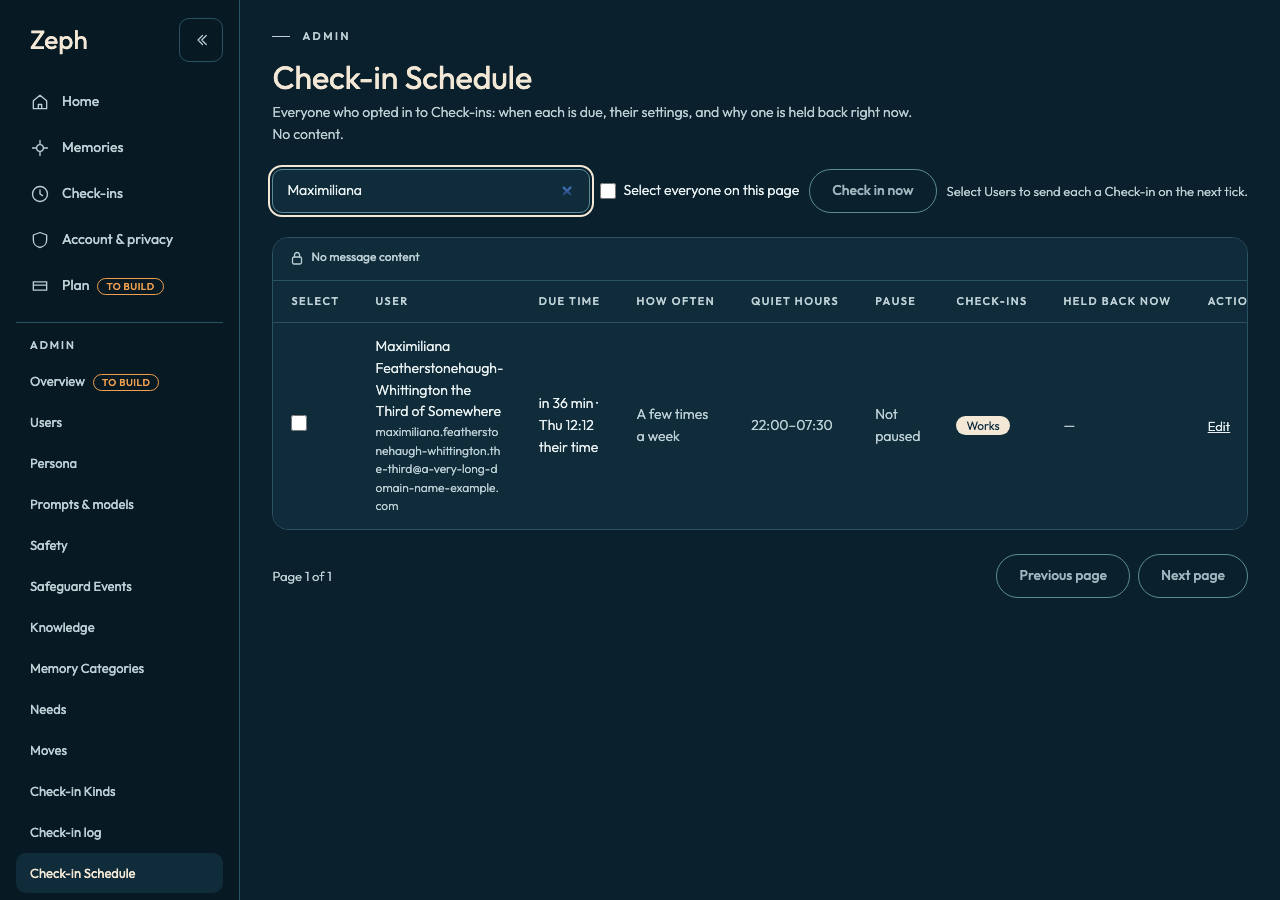 Zeph
Home
Memories
Check-ins
Account & privacy
Plan TO BUILD
ADMIN
Overview TO BUILD
Users
Persona
Prompts & models
Safety
Safeguard Events
Knowledge
Memory Categories
Needs
Moves
Check-in Kinds
Check-in log
Check-in Schedule
ADMIN
Check-in Schedule
Everyone who opted in to Check-ins: when each is due, their settings, and why one is held back right now.
No content.
Maximiliana
Select everyone on this page
Check in now
Select Users to send each a Check-in on the next tick.
No message content
SELECT USER DUE TIME HOW OFTEN QUIET HOURS PAUSE CHECK-INS HELD BACK NOW ACTIO
Maximiliana
Featherstonehaugh-
Whittington the
Third of Somewhere
maximiliana.feathersto
nehaugh-whittington.th
e-third@a-very-long-d
omain-name-example.
com
in 36 min ·
Thu 12:12
their time
A few times
a week
22:00–07:30
Not
paused
Works
—
Edit
Page 1 of 1
Previous page
Next page